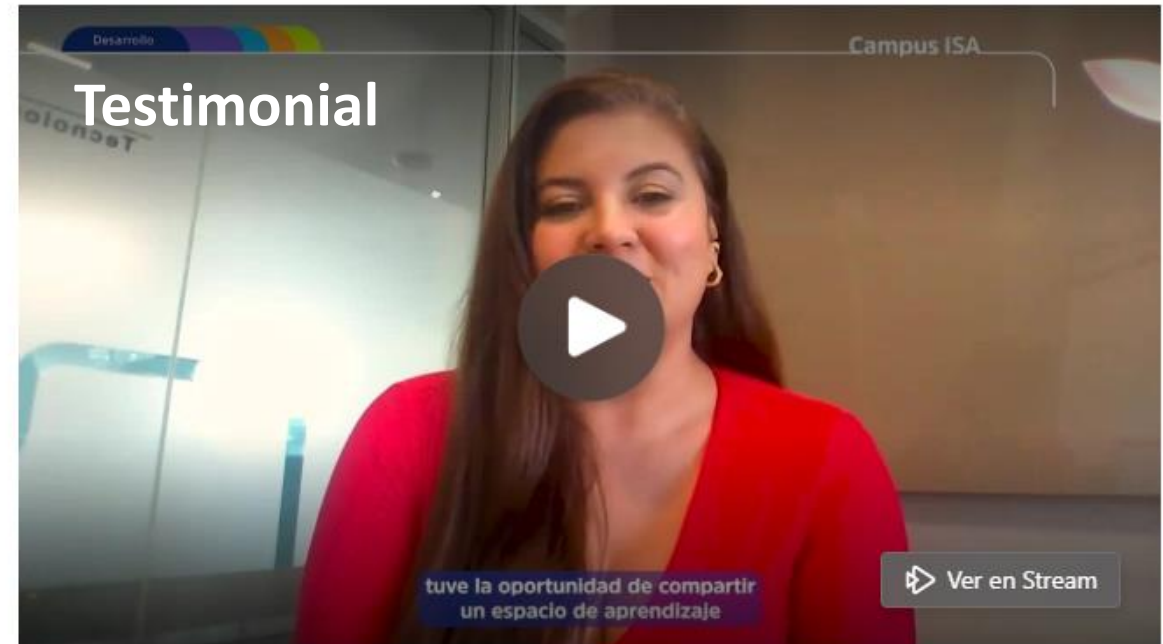 Desarrollo
Campus ISA
Testimonial
Tecnolo
tuve la oportunidad de compartir
un espacio de aprendizaje
Ver en Stream